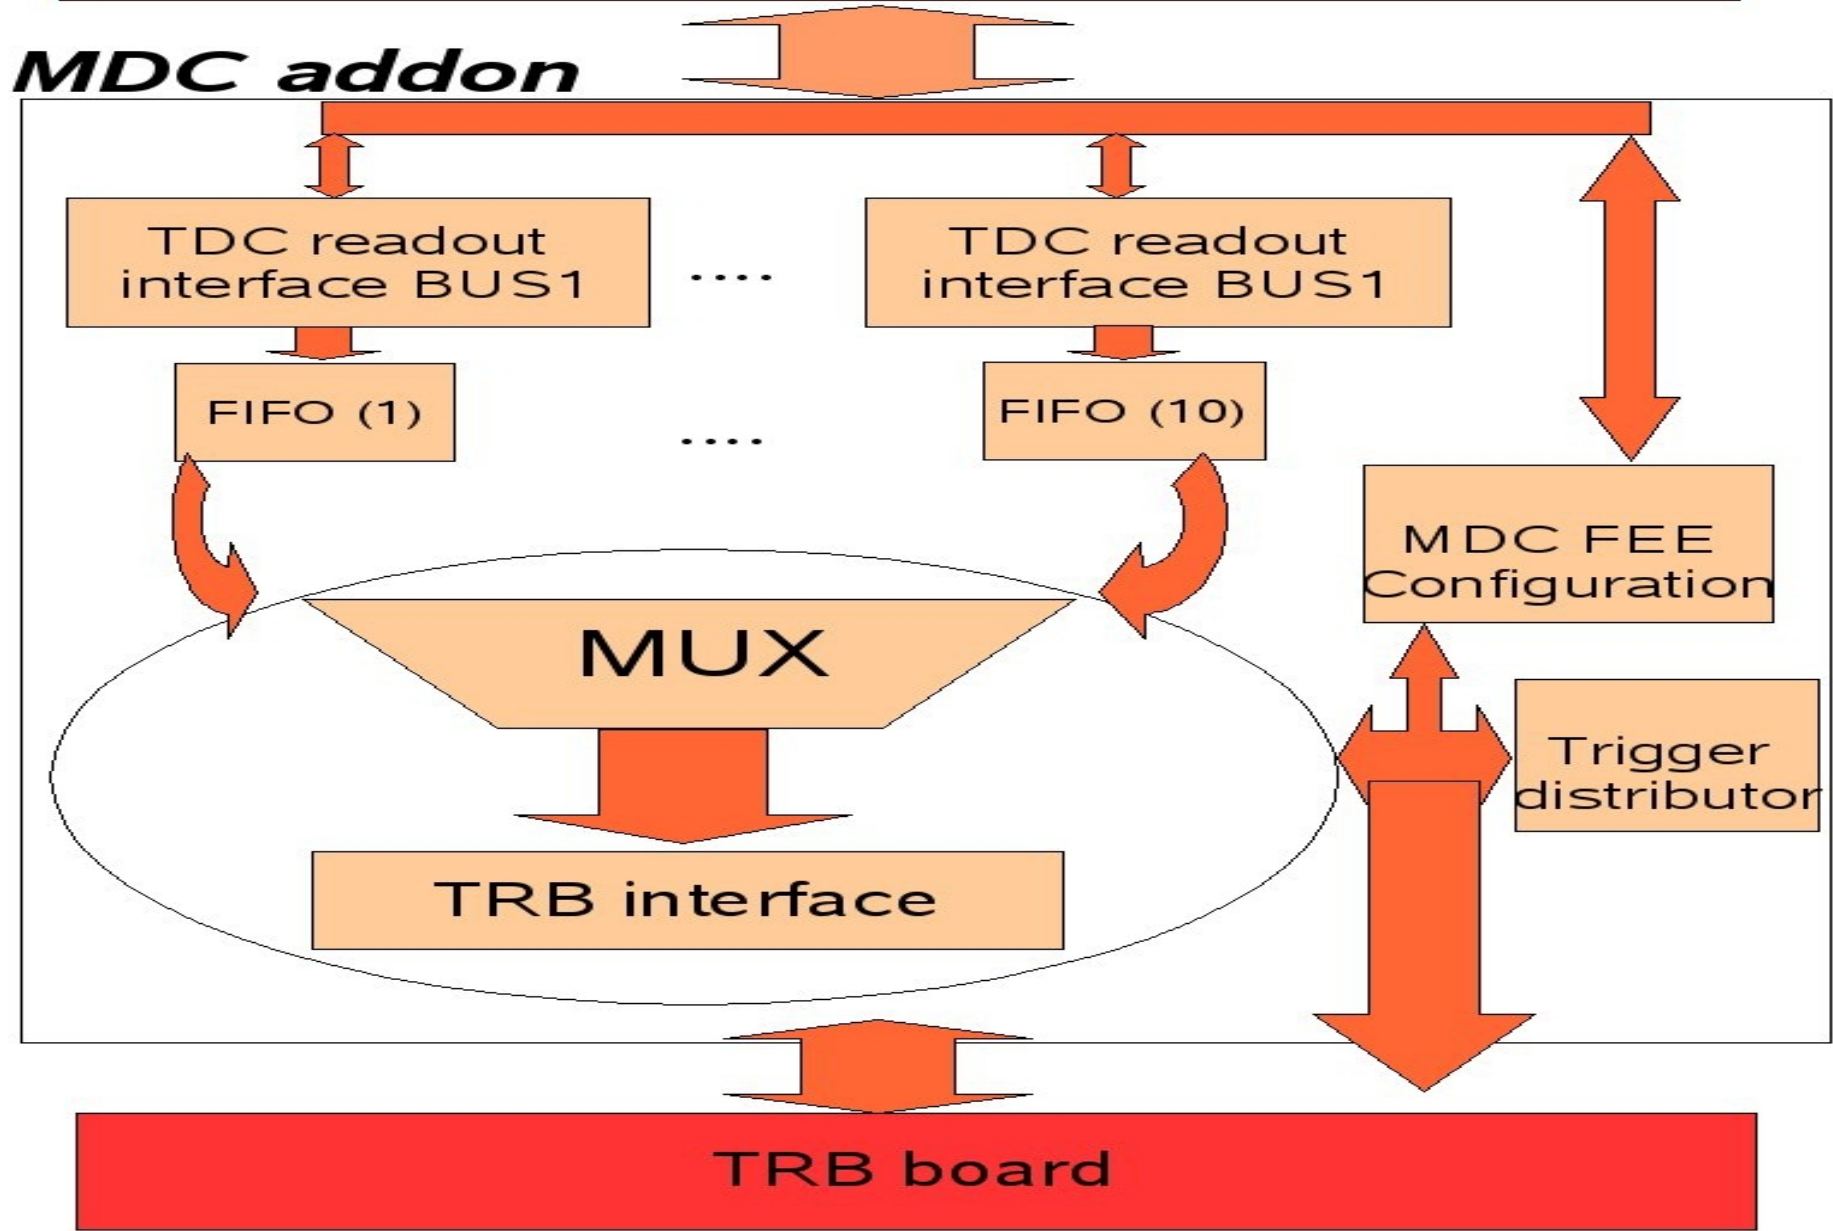 MDC addon
TDC readout
interface BUS1
....
TDC readout
interface BUS1
FIFO (1)
....
FIFO (10)
MDC FEE
Configuration
MUX
Trigger
distributor
TRB interface
TRB board